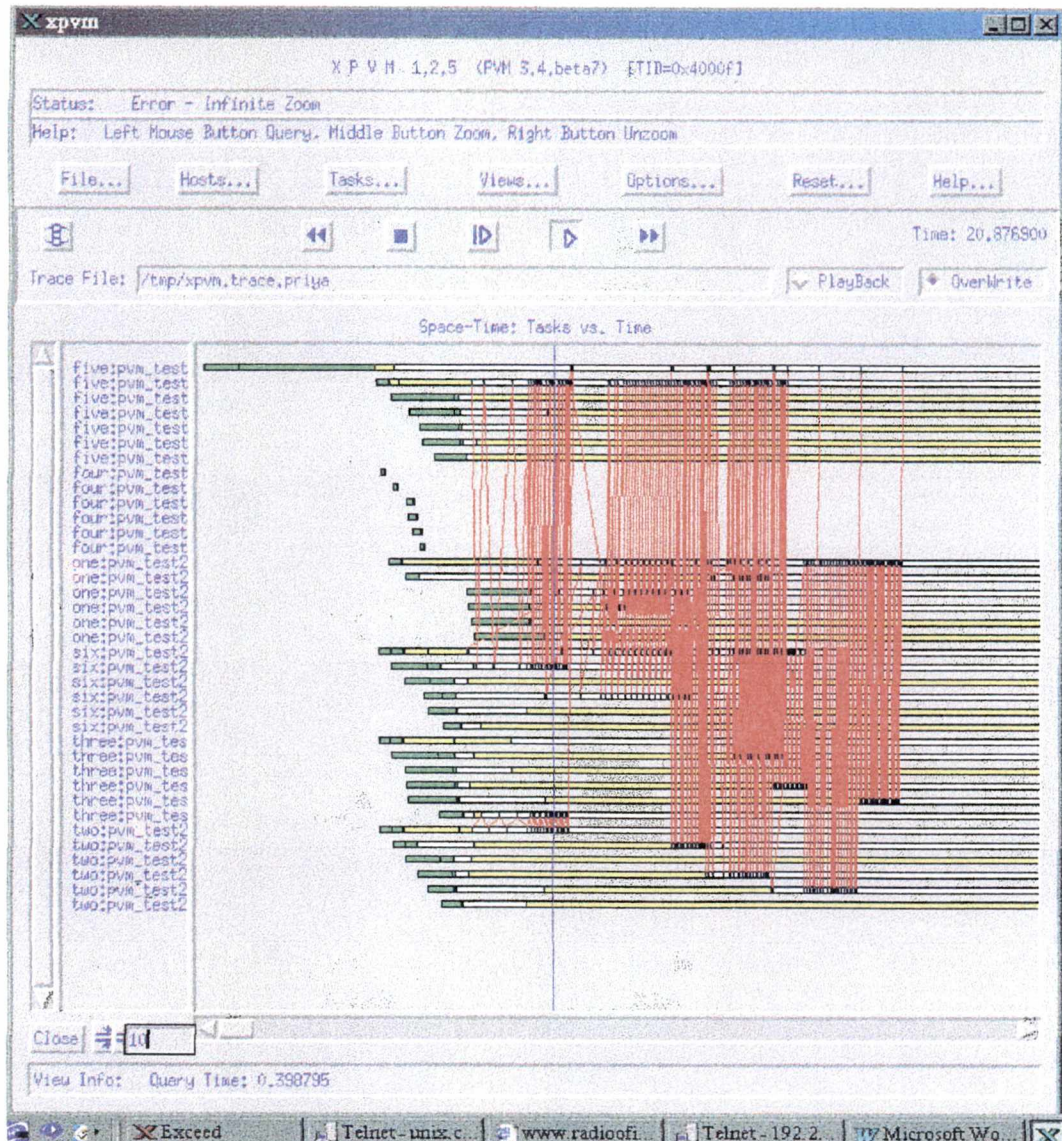 xpvm
X P V M 1.2.5 (PVM 3.4.beta7) [TID=0x4000f]
Status: Error - Infinite Zoom
Help: Left Mouse Button Query, Middle Button Zoom, Right Button Unzoom
File... Hosts... Tasks... Views... Options... Reset... Help...
Time: 20.876900
Trace File: /tmp/xpvm.trace.priya PlayBack OverWrite
Space-Time: Tasks vs. Time
five:pvm_test
five:pvm_test
five:pvm_test
five:pvm_test
five:pvm_test
five:pvm_test
five:pvm_test
four:pvm_test
four:pvm_test
four:pvm_test
four:pvm_test
four:pvm_test
four:pvm_test
one:pvm_test2
one:pvm_test2
one:pvm_test2
one:pvm_test2
one:pvm_test2
one:pvm_test2
six:pvm_test2
six:pvm_test2
six:pvm_test2
six:pvm_test2
six:pvm_test2
six:pvm_test2
three:pvm_tes
three:pvm_tes
three:pvm_tes
three:pvm_tes
three:pvm_tes
three:pvm_tes
two:pvm_test2
two:pvm_test2
two:pvm_test2
two:pvm_test2
two:pvm_test2
two:pvm_test2
Close 10
View Info: Query Time: 0.398795
Exceed Telnet - unix.c... www.radioofi... Telnet - 192.2... Microsoft Wo...